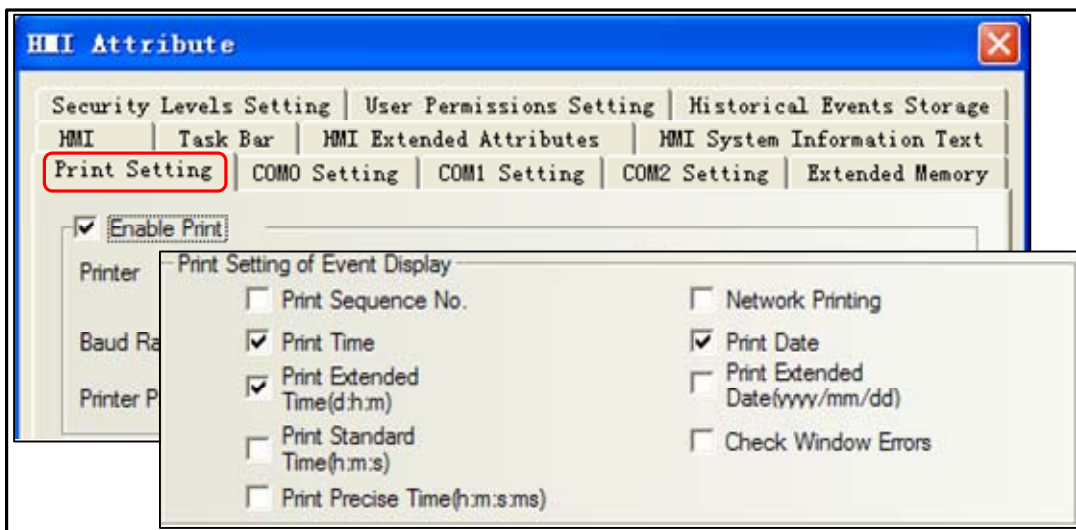 HMI Attribute
Security Levels Setting User Permissions Setting Historical Events Storage
HMI Task Bar HMI Extended Attributes HMI System Information Text
Print Setting COM0 Setting COM1 Setting COM2 Setting Extended Memory
Enable Print
Printer
Baud Ra
Printer P
Print Setting of Event Display
Print Sequence No. Network Printing
Print Time Print Date
Print Extended
Time(d:h:m)
Print Extended
Date(yyyy/mm/dd)
Print Standard
Time(h:m:s)
Check Window Errors
Print Precise Time(h:m:s:ms)